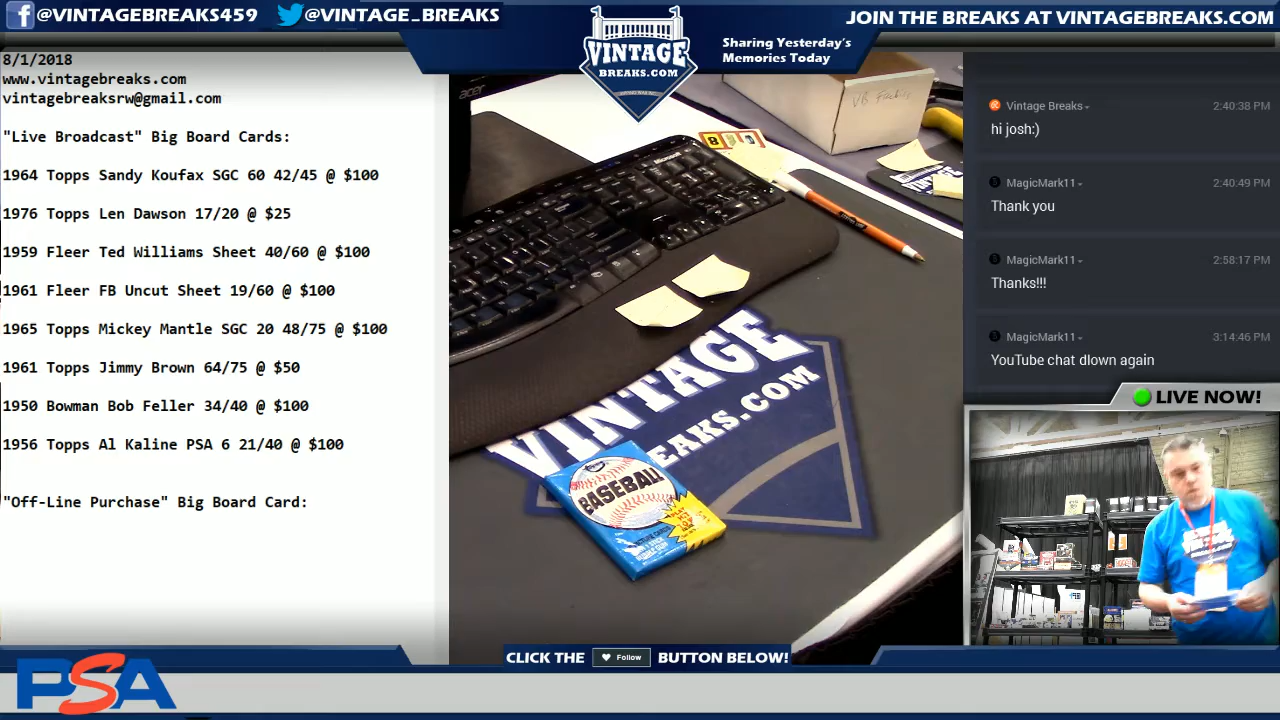 @VINTAGEBREAKS459 @VINTAGE_BREAKS
VINTAGE
BREAKS.COM
Sharing Yesterday's
Memories Today
JOIN THE BREAKS AT VINTAGEBREAKS.COM
8/1/2018
www.vintagebreaks.com
vintagebreaksrw@gmail.com
"Live Broadcast" Big Board Cards:
1964 Topps Sandy Koufax SGC 60 42/45 @ $100
1976 Topps Len Dawson 17/20 @ $25
1959 Fleer Ted Williams Sheet 40/60 @ $100
1961 Fleer FB Uncut Sheet 19/60 @ $100
1965 Topps Mickey Mantle SGC 20 48/75 @ $100
1961 Topps Jimmy Brown 64/75 @ $50
1950 Bowman Bob Feller 34/40 @ $100
1956 Topps Al Kaline PSA 6 21/40 @ $100
"Off-Line Purchase" Big Board Card:
acer
Microsoft
VINTAGE
BREAKS.COM
BASEBALL
Vintage Breaks 2:40:38 PM
hi josh:)
MagicMark11 2:40:49 PM
Thank you
MagicMark11 2:58:17 PM
Thanks!!!
MagicMark11 3:14:46 PM
YouTube chat dlown again
LIVE NOW!
CLICK THE Follow BUTTON BELOW!
PSA